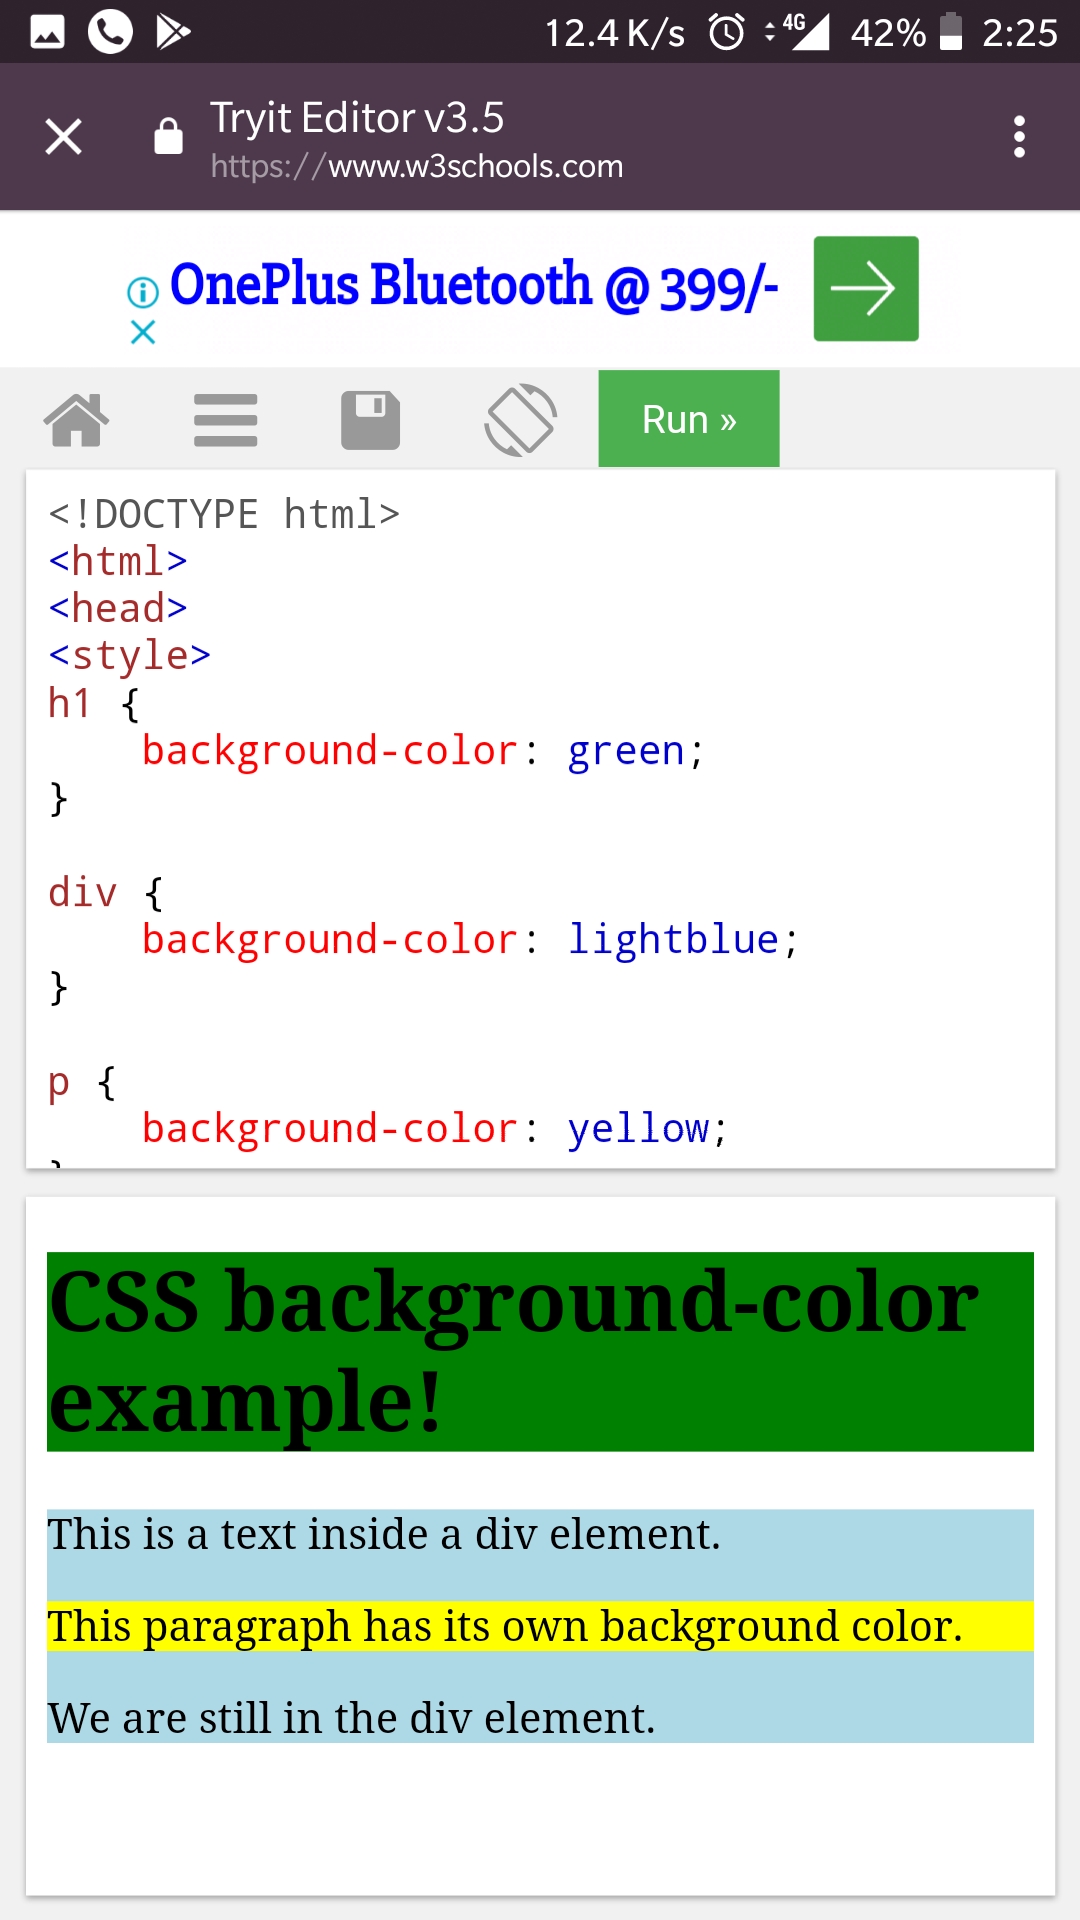 12.4 K/s 4G 42% 2:25
Tryit Editor v3.5
https://www.w3schools.com
OnePlus Bluetooth @ 399/-
Run »
<!DOCTYPE html>
<html>
<head>
<style>
h1 {
    background-color: green;
}
div {
    background-color: lightblue;
}
p {
    background-color: yellow;
CSS background-color
example!
This is a text inside a div element.
This paragraph has its own background color.
We are still in the div element.